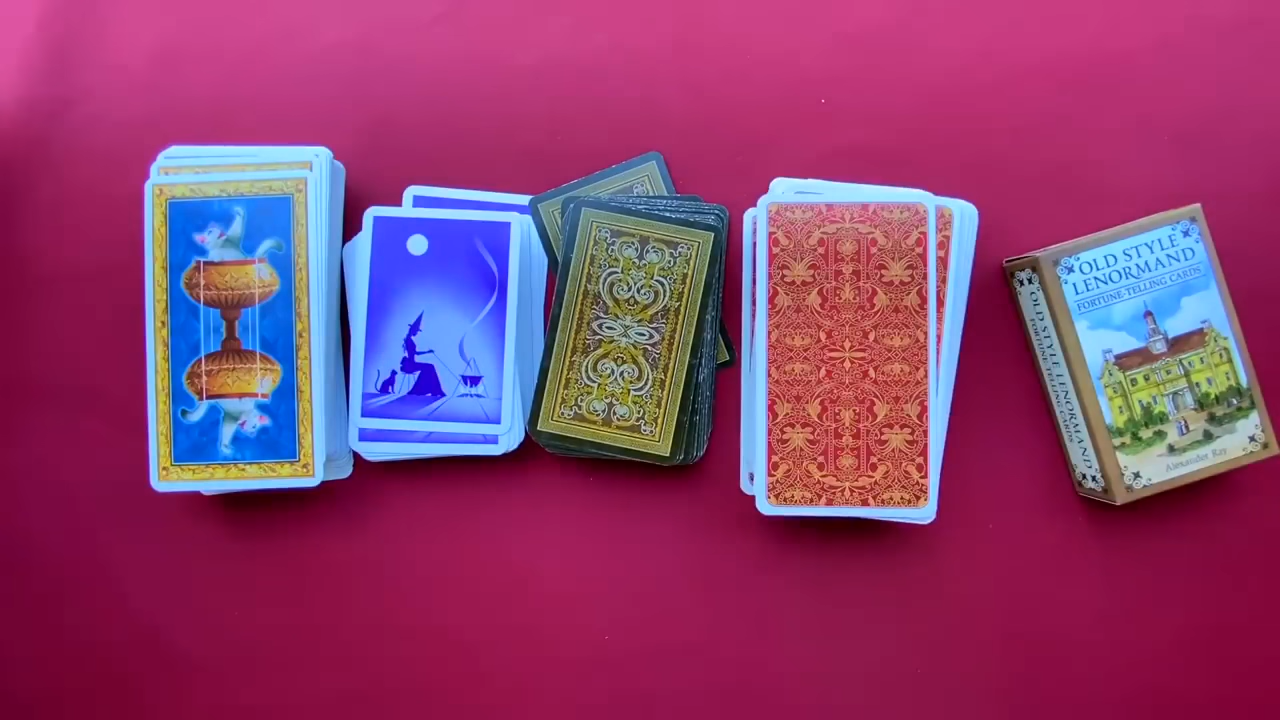 OLD STYLE
LENORMAND
FORTUNE-TELLING CARDS
Alexander Ray
OLD STYLE LENORMAND
FORTUNE-TELLING CARDS